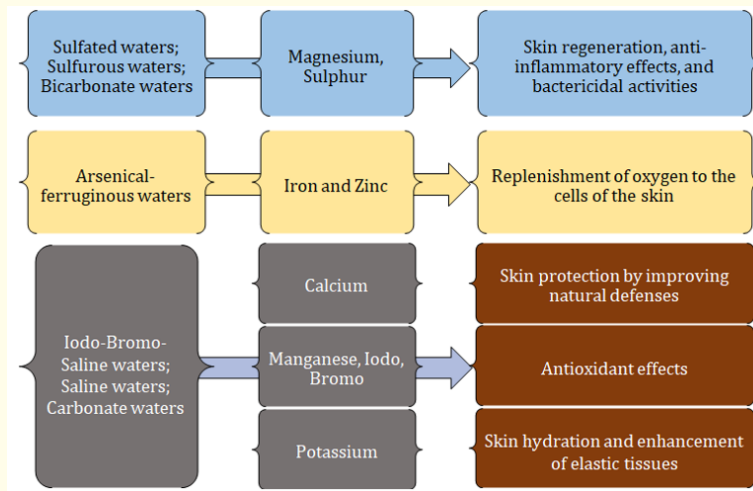 Sulfated waters;
Sulfurous waters;
Bicarbonate waters
Magnesium,
Sulphur
Skin regeneration, anti-
inflammatory effects, and
bactericidal activities
Arsenical-
ferruginous waters
Iron and Zinc
Replenishment of oxygen to the
cells of the skin
Iodo-Bromo-
Saline waters;
Saline waters;
Carbonate waters
Calcium
Skin protection by improving
natural defenses
Manganese, Iodo,
Bromo
Antioxidant effects
Potassium
Skin hydration and enhancement
of elastic tissues